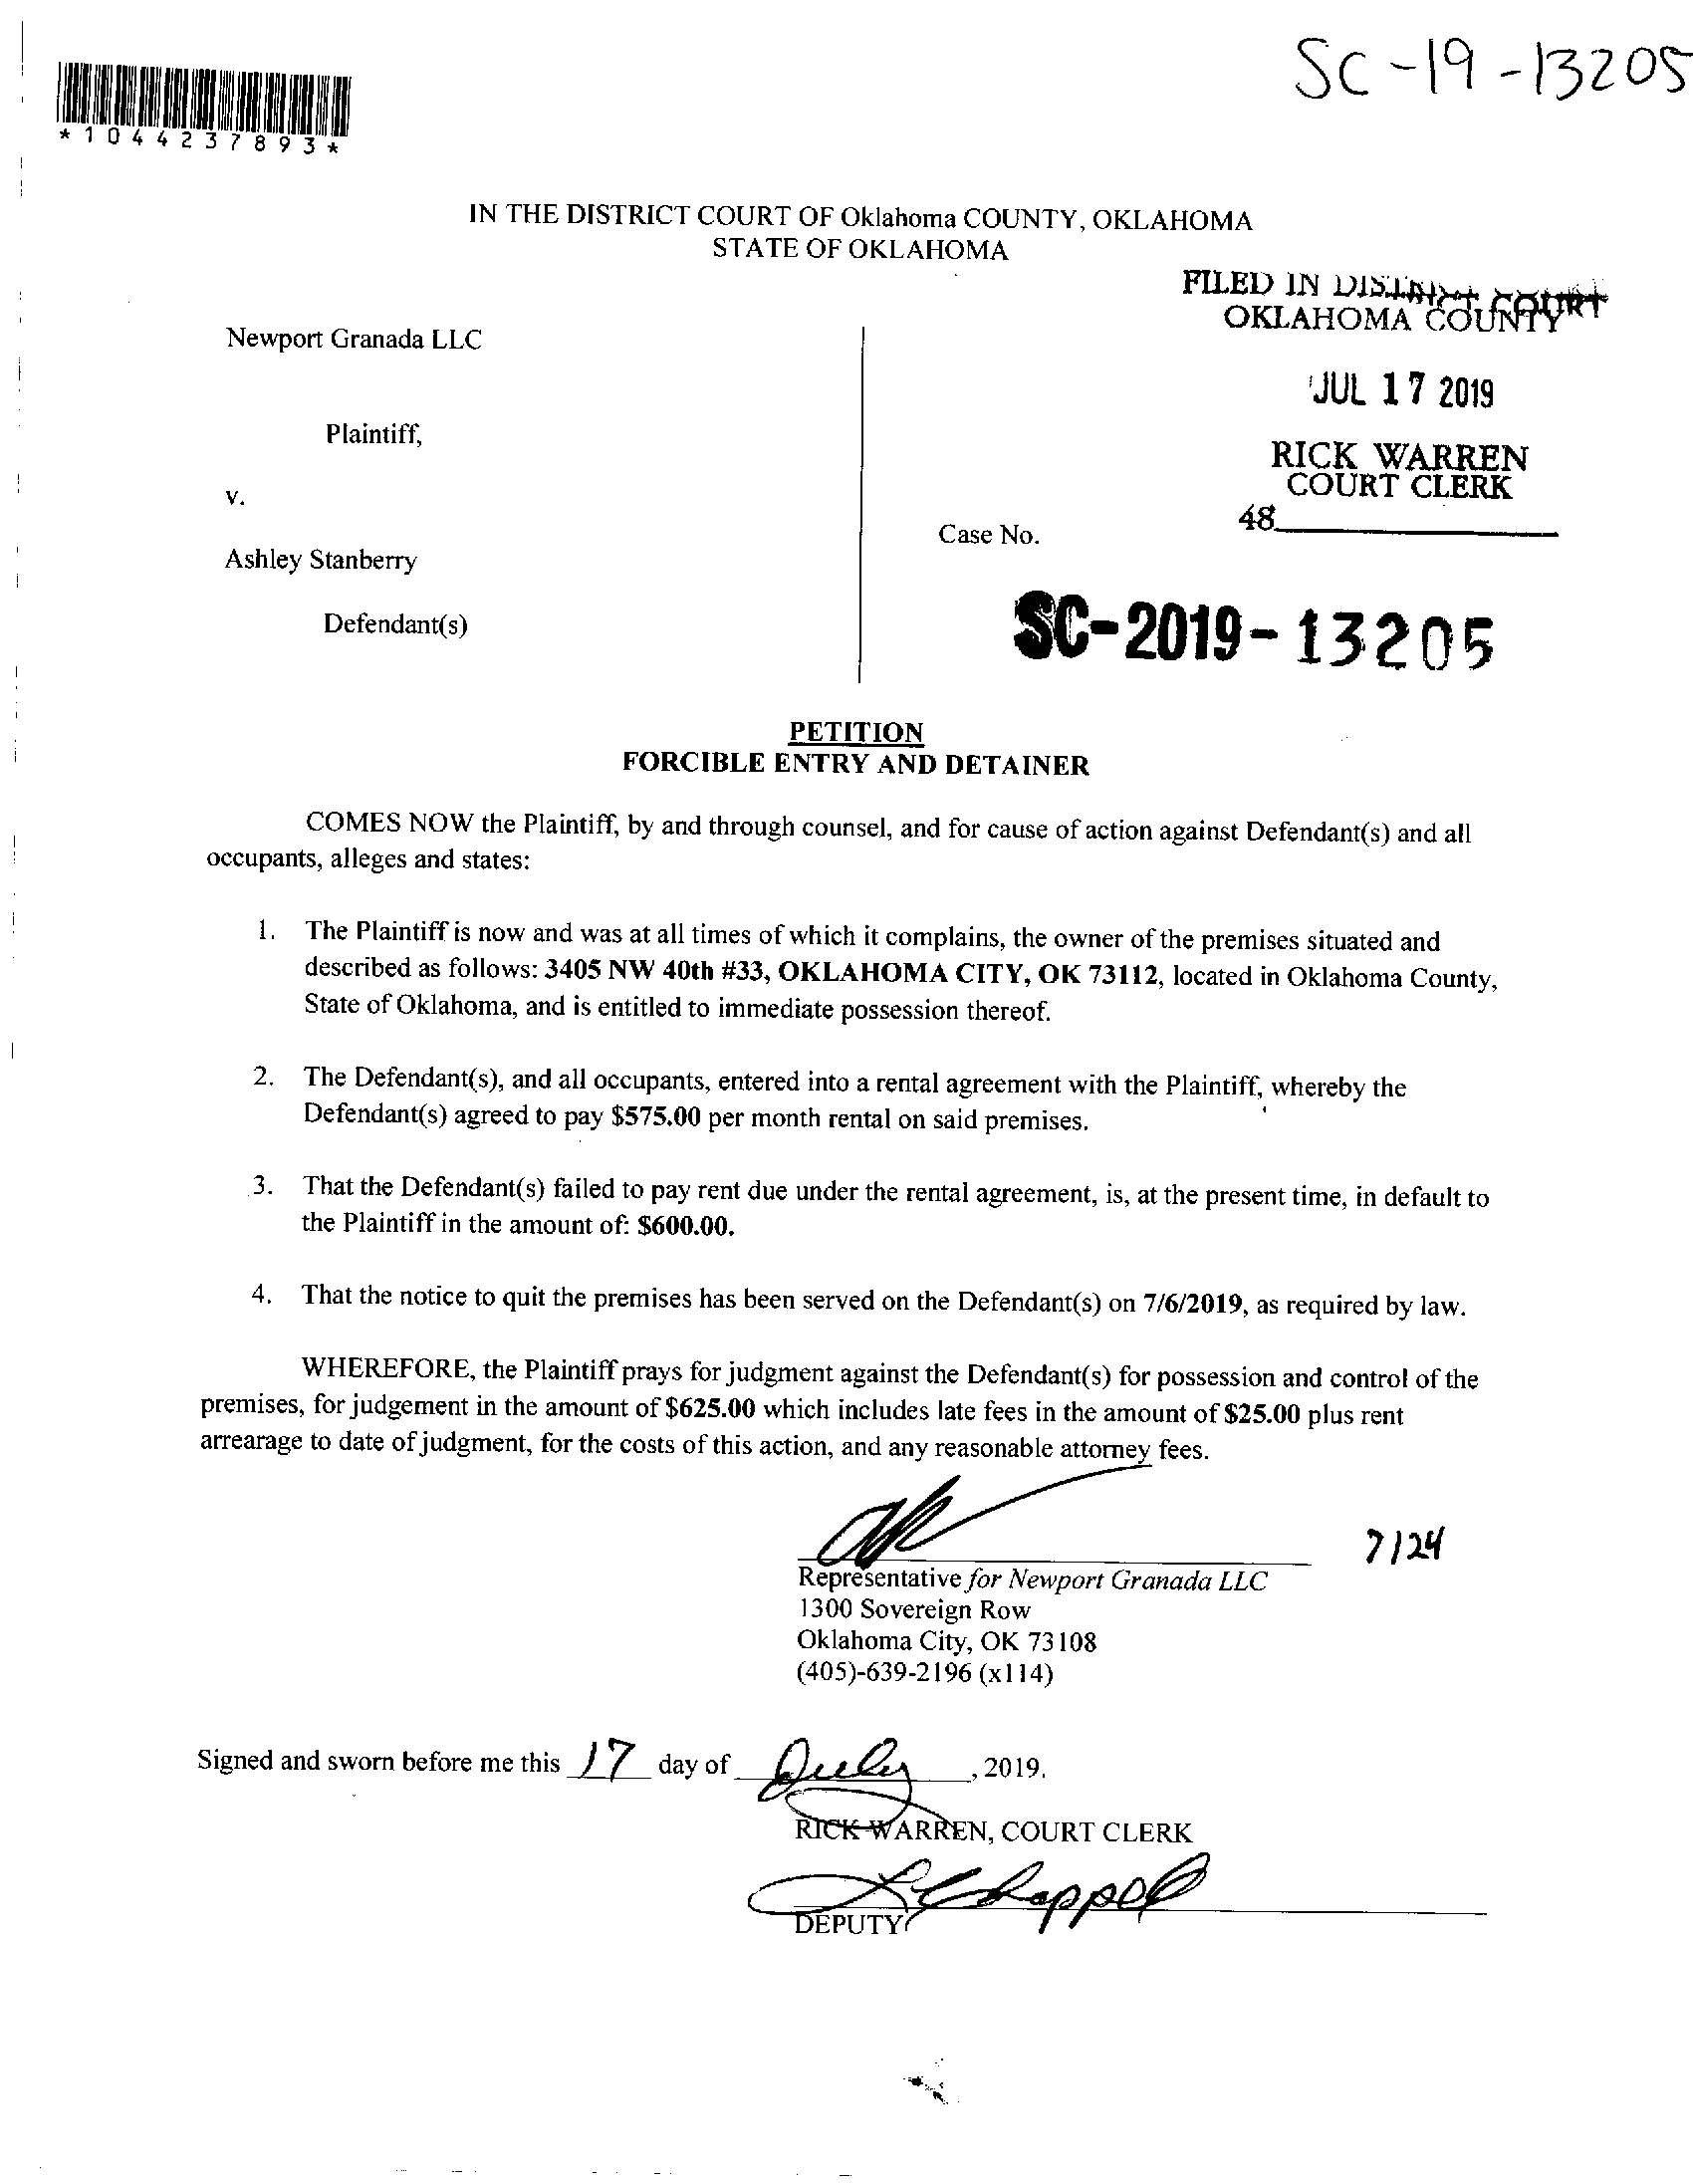 SC-19-13205
*1044237893*
IN THE DISTRICT COURT OF Oklahoma COUNTY, OKLAHOMA
STATE OF OKLAHOMA
FILED IN DISTRICT COURT
OKLAHOMA COUNTY
Newport Granada LLC
JUL 17 2019
Plaintiff,
RICK WARREN
COURT CLERK
v.
48
Case No.
Ashley Stanberry
Defendant(s)
SC-2019-13205
PETITION
FORCIBLE ENTRY AND DETAINER
COMES NOW the Plaintiff, by and through counsel, and for cause of action against Defendant(s) and all
occupants, alleges and states:
1. The Plaintiff is now and was at all times of which it complains, the owner of the premises situated and
described as follows: 3405 NW 40th #33, OKLAHOMA CITY, OK 73112, located in Oklahoma County,
State of Oklahoma, and is entitled to immediate possession thereof.
2. The Defendant(s), and all occupants, entered into a rental agreement with the Plaintiff, whereby the
Defendant(s) agreed to pay $575.00 per month rental on said premises.
3. That the Defendant(s) failed to pay rent due under the rental agreement, is, at the present time, in default to
the Plaintiff in the amount of: $600.00.
4. That the notice to quit the premises has been served on the Defendant(s) on 7/6/2019, as required by law.
WHEREFORE, the Plaintiff prays for judgment against the Defendant(s) for possession and control of the
premises, for judgement in the amount of $625.00 which includes late fees in the amount of $25.00 plus rent
arrearage to date of judgment, for the costs of this action, and any reasonable attorney fees.
7/24
Representative for Newport Granada LLC
1300 Sovereign Row
Oklahoma City, OK 73108
(405)-639-2196 (x114)
Signed and sworn before me this 17 day of July, 2019.
RICK WARREN, COURT CLERK
DEPUTY